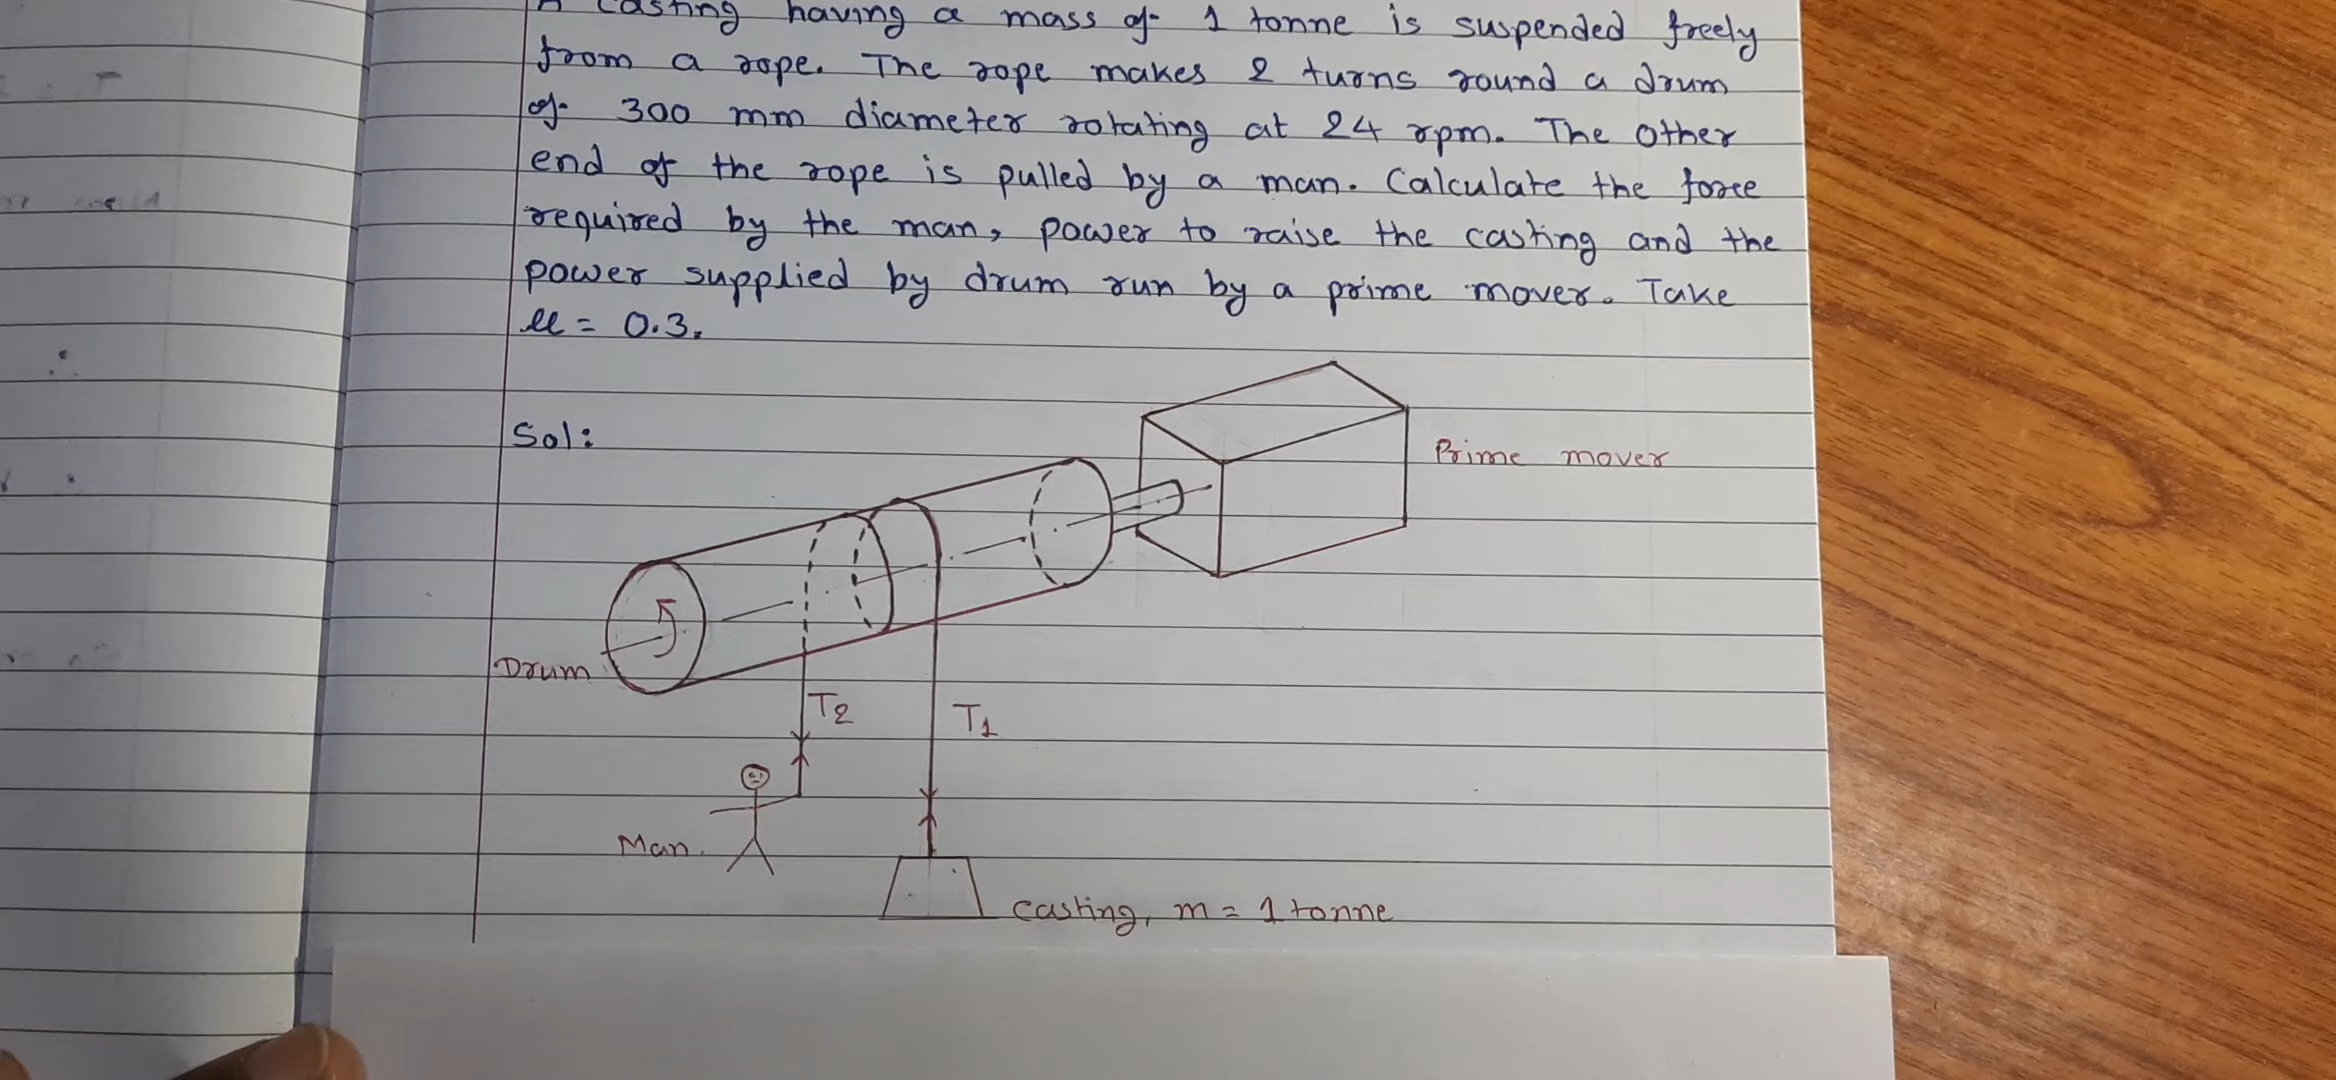 A casting having a mass of 1 tonne is suspended freely
from a rope. The rope makes 2 turns round a drum
of 300 mm diameter rotating at 24 rpm. The other
end of the rope is pulled by a man. Calculate the force
required by the man, power to raise the casting and the
power supplied by drum run by a prime mover. Take
μ = 0.3.
Sol:
Prime mover
Drum
T2
T1
Man
casting, m = 1 tonne